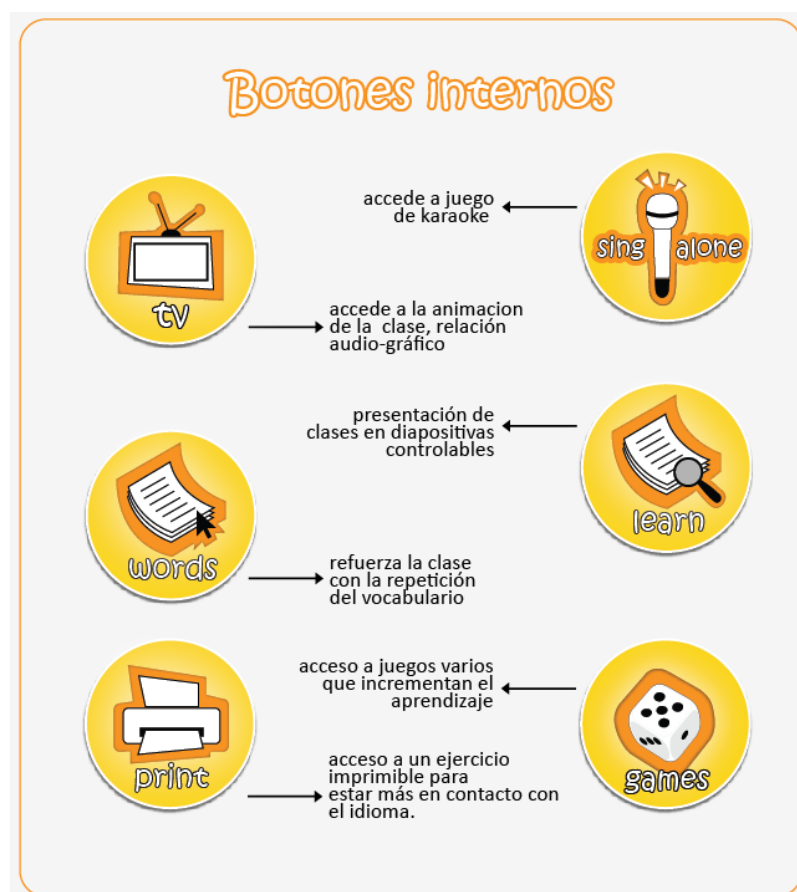 Botones internos
tv
accede a juego
de karaoke
sing alone
accede a la animacion
de la clase, relación
audio-gráfico
presentación de
clases en diapositivas
controlables
learn
words
refuerza la clase
con la repetición
del vocabulario
acceso a juegos varios
que incrementan el
aprendizaje
games
print
acceso a un ejercicio
imprimible para
estar más en contacto con
el idioma.